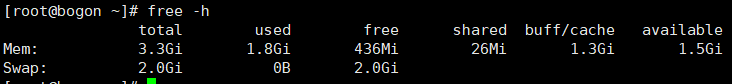 [root@bogon ~]# free -h
total used free shared buff/cache available
Mem: 3.3Gi 1.8Gi 436Mi 26Mi 1.3Gi 1.5Gi
Swap: 2.0Gi 0B 2.0Gi